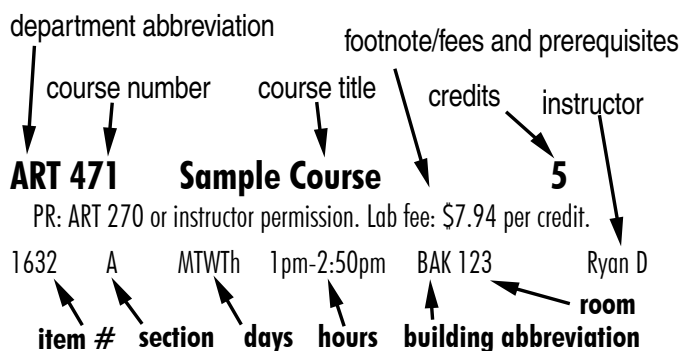 department abbreviation
footnote/fees and prerequisites
course number course title credits instructor
ART 471 Sample Course 5
PR: ART 270 or instructor permission. Lab fee: $7.94 per credit.
1632 A MTWTh 1pm-2:50pm BAK 123 Ryan D
room
item # section days hours building abbreviation